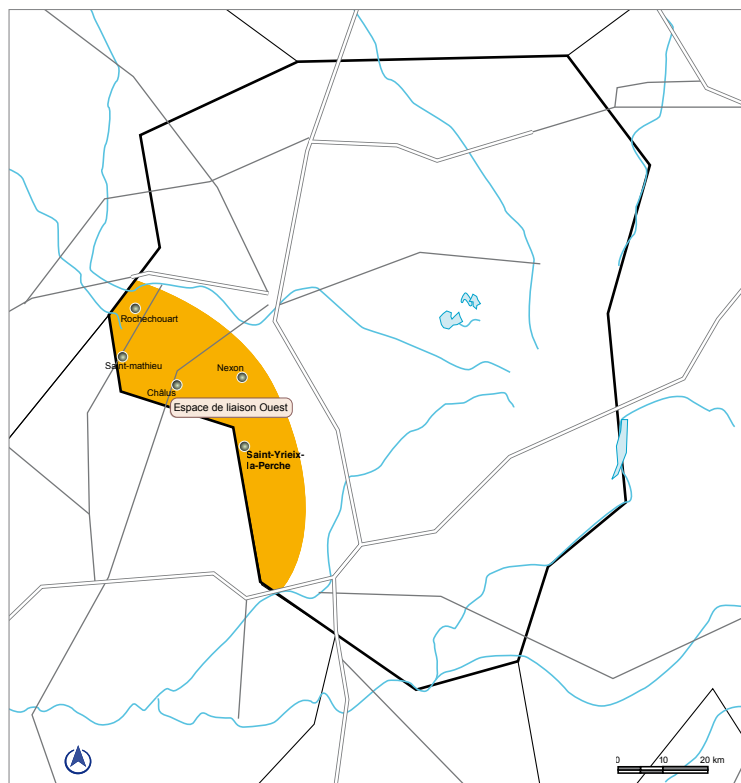 Rochechouart
Saint-mathieu
Nexon
Châlus
Espace de liaison Ouest
Saint-Yrieix-
la-Perche
0 10 20 km